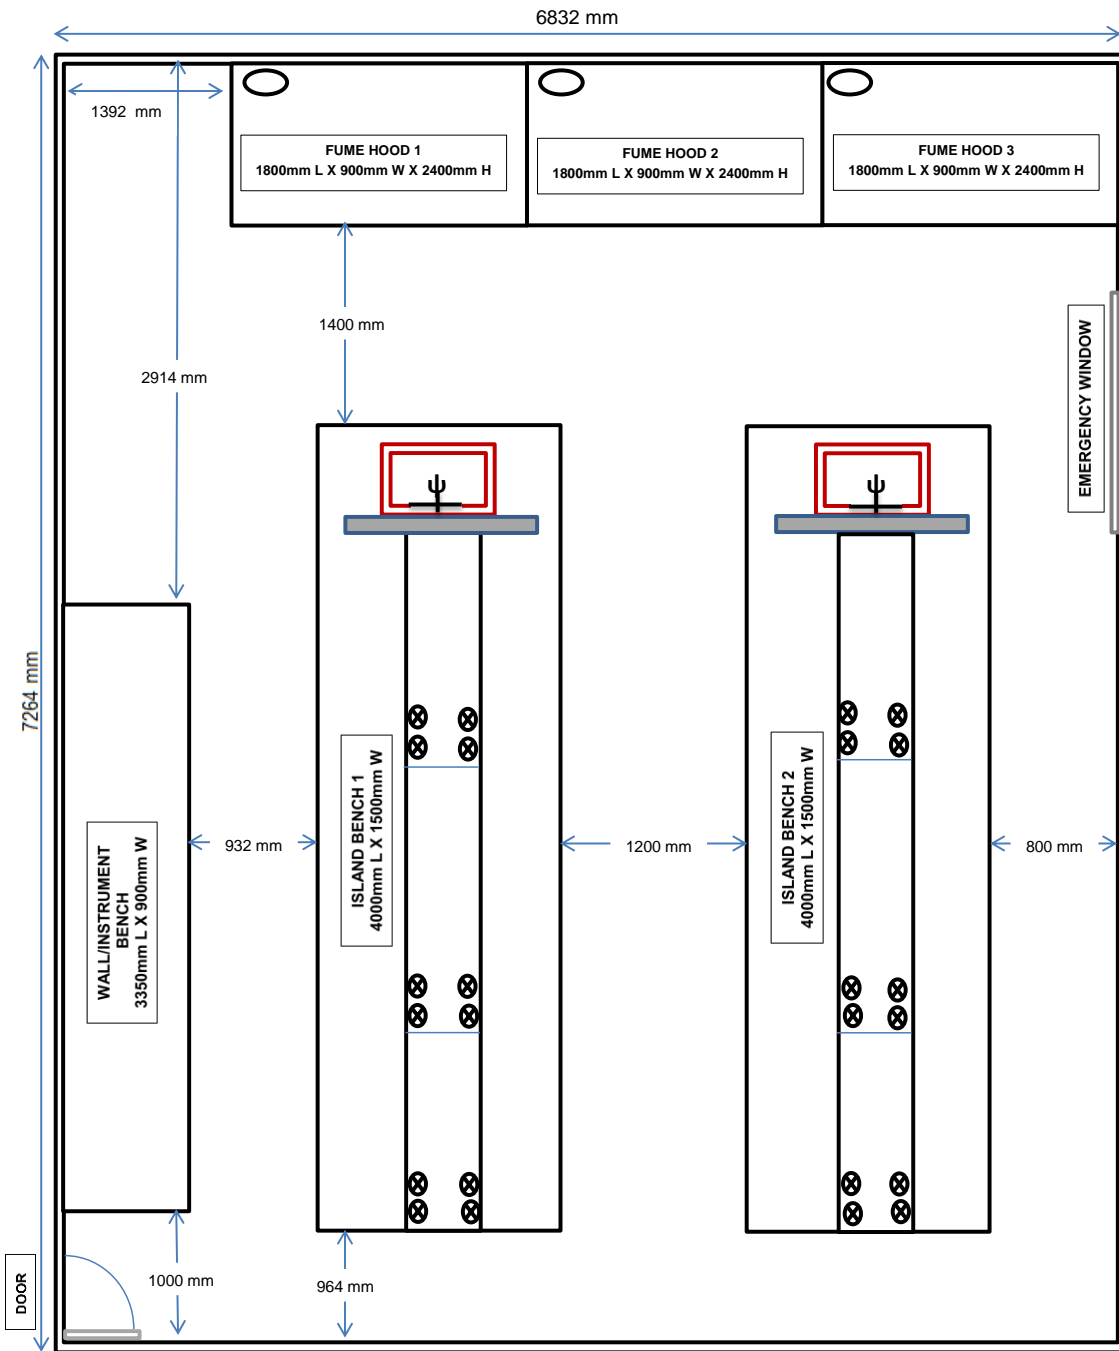 6832 mm
1392 mm
FUME HOOD 1
1800mm L X 900mm W X 2400mm H
FUME HOOD 2
1800mm L X 900mm W X 2400mm H
FUME HOOD 3
1800mm L X 900mm W X 2400mm H
1400 mm
2914 mm
EMERGENCY WINDOW
7264 mm
WALL/INSTRUMENT
BENCH
3350mm L X 900mm W
932 mm
ISLAND BENCH 1
4000mm L X 1500mm W
1200 mm
ISLAND BENCH 2
4000mm L X 1500mm W
800 mm
DOOR
1000 mm
964 mm